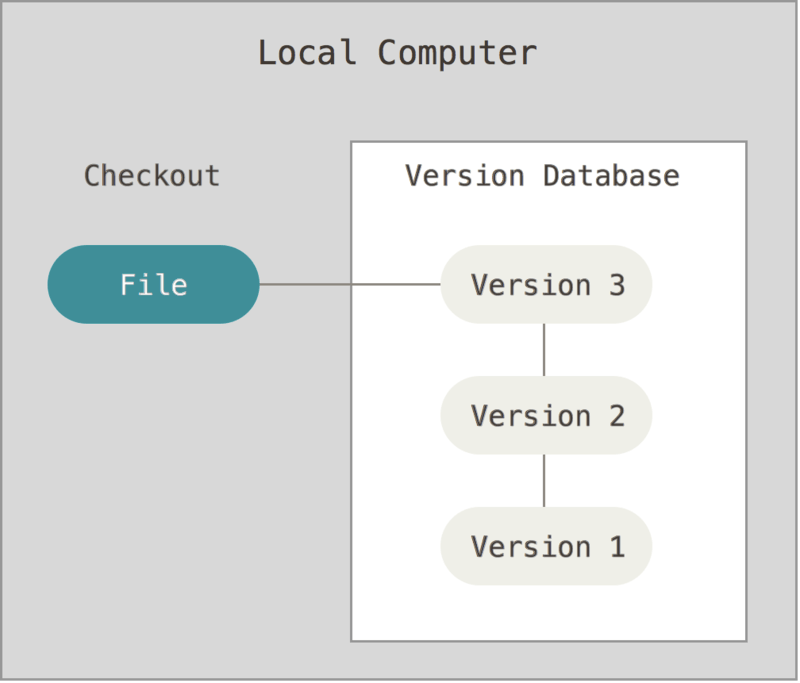 Local Computer
Checkout
Version Database
File
Version 3
Version 2
Version 1